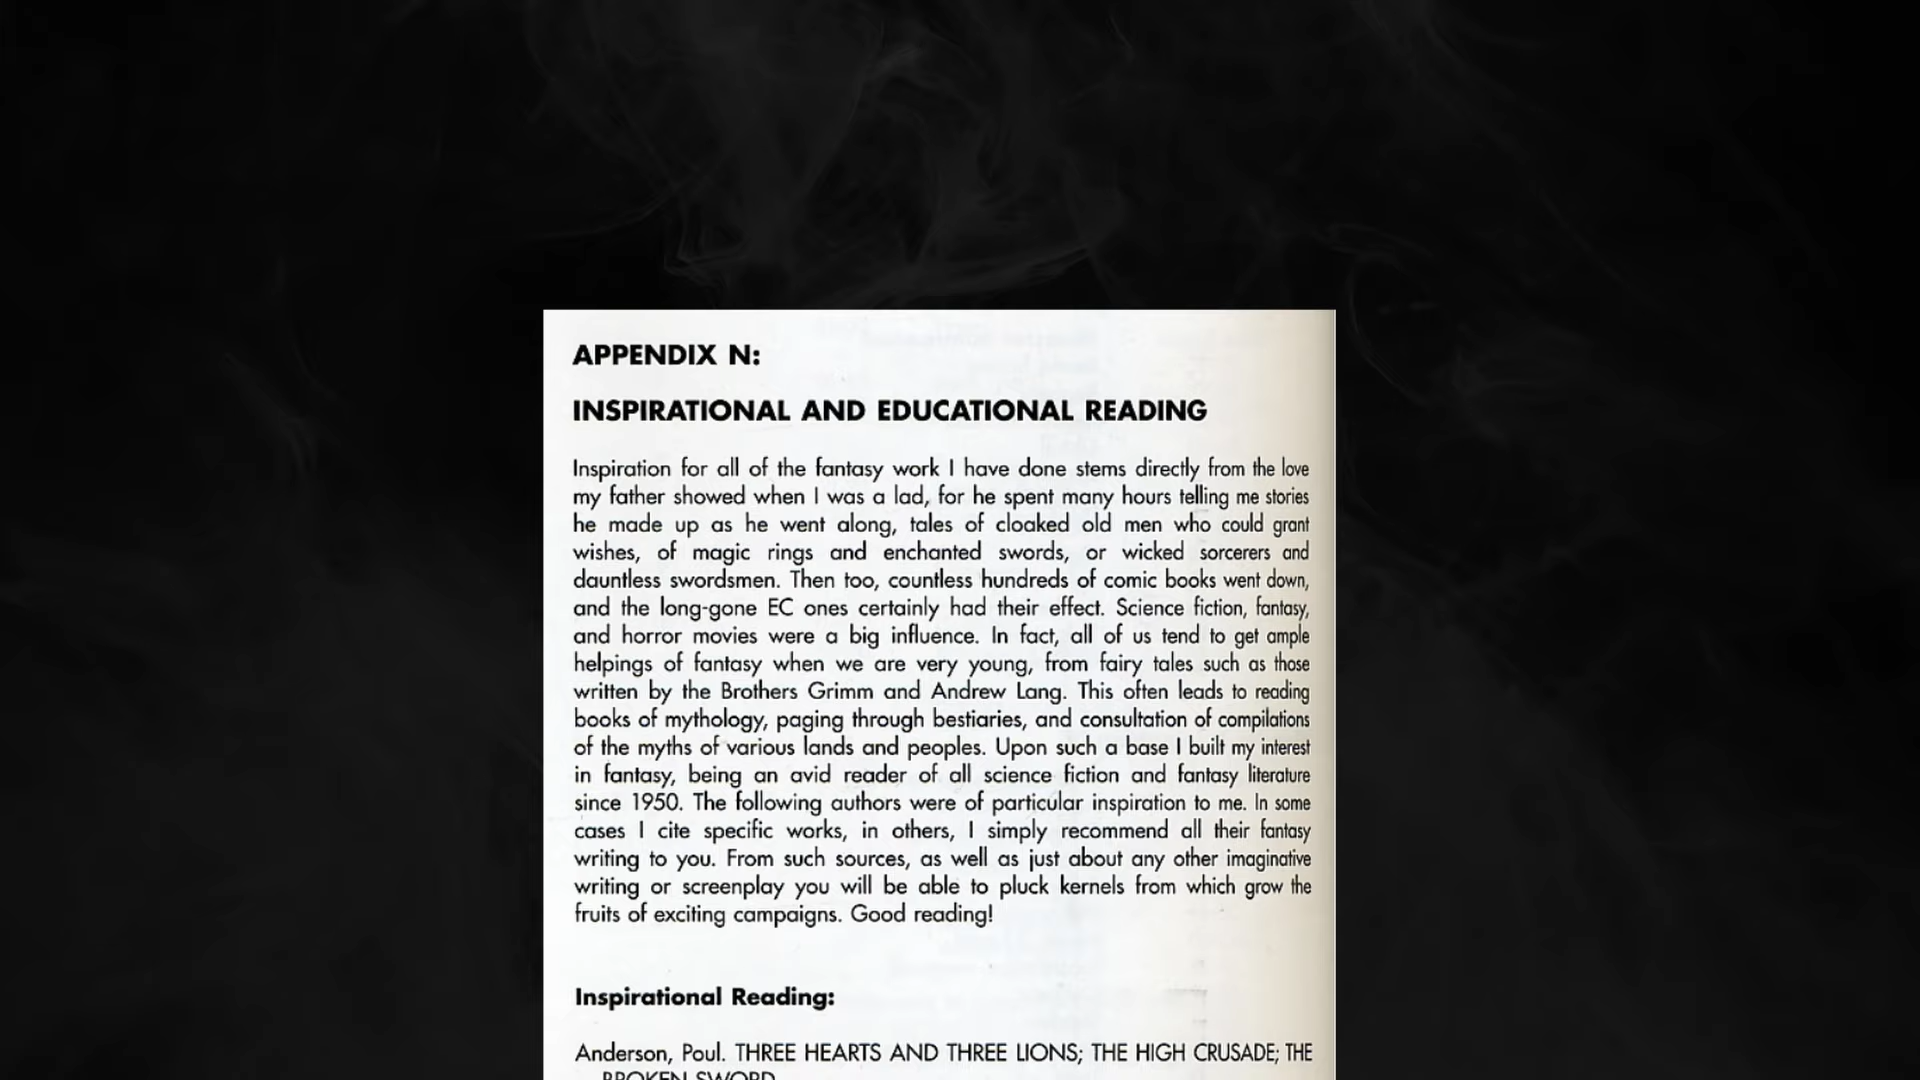 APPENDIX N:
INSPIRATIONAL AND EDUCATIONAL READING
Inspiration for all of the fantasy work I have done stems directly from the love
my father showed when I was a lad, for he spent many hours telling me stories
he made up as he went along, tales of cloaked old men who could grant
wishes, of magic rings and enchanted swords, or wicked sorcerers and
dauntless swordsmen. Then too, countless hundreds of comic books went down,
and the long-gone EC ones certainly had their effect. Science fiction, fantasy,
and horror movies were a big influence. In fact, all of us tend to get ample
helpings of fantasy when we are very young, from fairy tales such as those
written by the Brothers Grimm and Andrew Lang. This often leads to reading
books of mythology, paging through bestiaries, and consultation of compilations
of the myths of various lands and peoples. Upon such a base I built my interest
in fantasy, being an avid reader of all science fiction and fantasy literature
since 1950. The following authors were of particular inspiration to me. In some
cases I cite specific works, in others, I simply recommend all their fantasy
writing to you. From such sources, as well as just about any other imaginative
writing or screenplay you will be able to pluck kernels from which grow the
fruits of exciting campaigns. Good reading!
Inspirational Reading:
Anderson, Poul. THREE HEARTS AND THREE LIONS; THE HIGH CRUSADE; THE
BROKEN SWORD